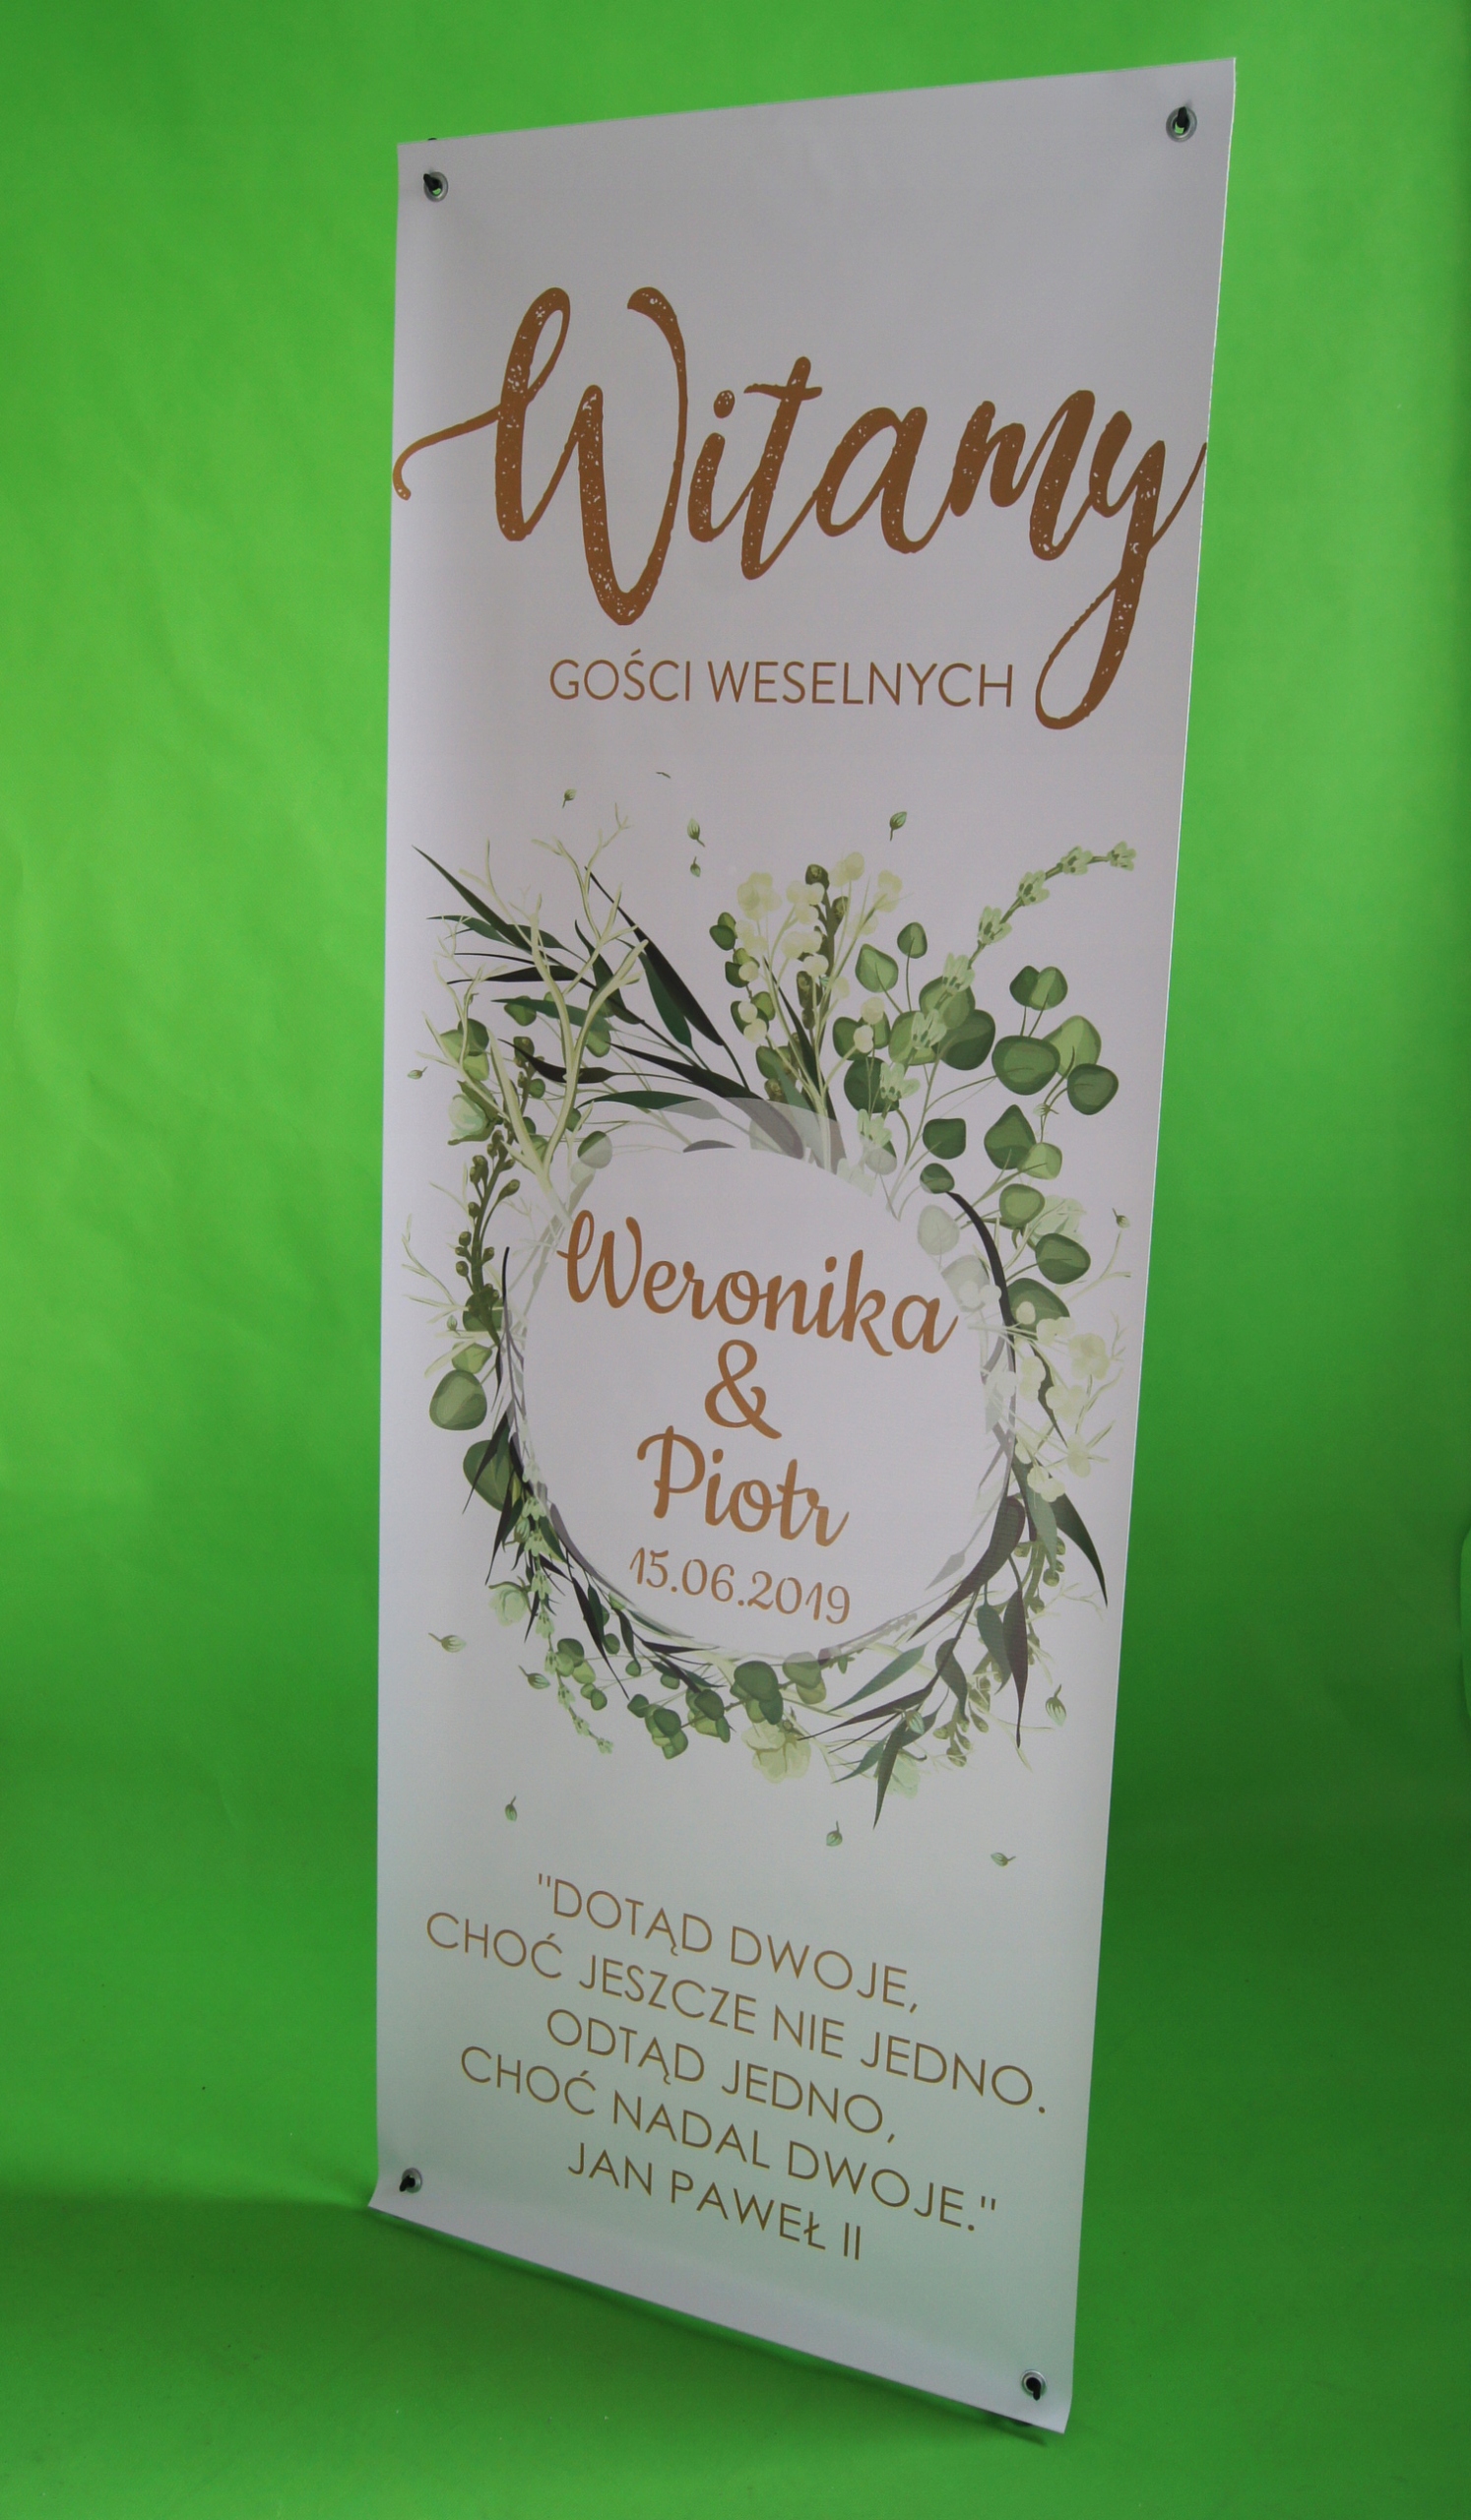 Witamy
GOŚCI WESELNYCH
Weronika
&
Piotr
15.06.2019
"DOTĄD DWOJE,
CHOĆ JESZCZE NIE JEDNO.
ODTĄD JEDNO,
CHOĆ NADAL DWOJE."
JAN PAWEŁ II